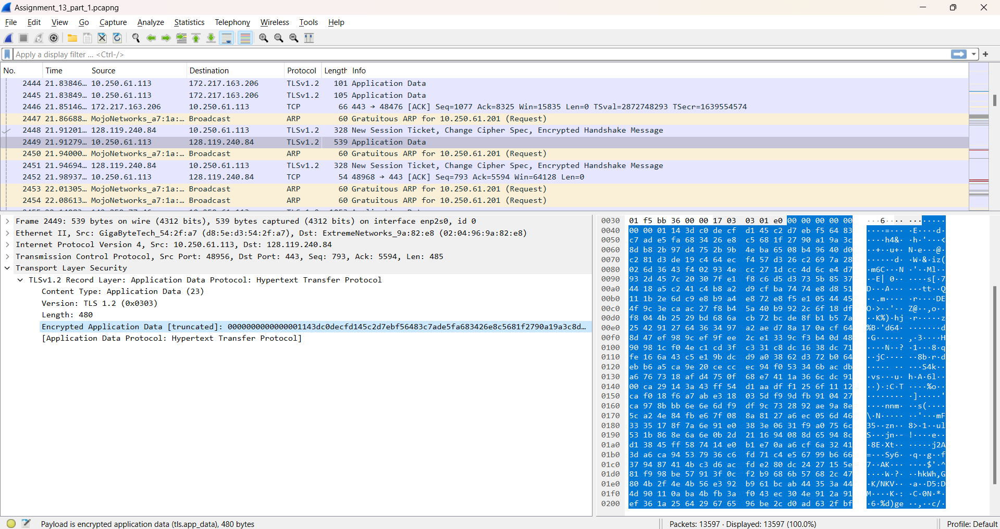 Assignment_13_part_1.pcapng
File Edit View Go Capture Analyze Statistics Telephony Wireless Tools Help
Apply a display filter … <Ctrl-/>
No. Time Source Destination Protocol Length Info
2444 21.83846… 10.250.61.113 172.217.163.206 TLSv1.2 101 Application Data
2445 21.83849… 10.250.61.113 172.217.163.206 TLSv1.2 105 Application Data
2446 21.85146… 172.217.163.206 10.250.61.113 TCP 66 443 → 48476 [ACK] Seq=1077 Ack=8325 Win=15835 Len=0 TSval=2872748293 TSecr=1639554574
2447 21.86688… MojoNetworks_a7:1a:… Broadcast ARP 60 Gratuitous ARP for 10.250.61.201 (Request)
2448 21.91201… 128.119.240.84 10.250.61.113 TLSv1.2 328 New Session Ticket, Change Cipher Spec, Encrypted Handshake Message
2449 21.91279… 10.250.61.113 128.119.240.84 TLSv1.2 539 Application Data
2450 21.94000… MojoNetworks_a7:1a:… Broadcast ARP 60 Gratuitous ARP for 10.250.61.201 (Request)
2451 21.94694… 128.119.240.84 10.250.61.113 TLSv1.2 328 New Session Ticket, Change Cipher Spec, Encrypted Handshake Message
2452 21.98937… 10.250.61.113 128.119.240.84 TCP 54 48968 → 443 [ACK] Seq=793 Ack=5594 Win=64128 Len=0
2453 22.01305… MojoNetworks_a7:1a:… Broadcast ARP 60 Gratuitous ARP for 10.250.61.201 (Request)
2454 22.08613… MojoNetworks_a7:1a:… Broadcast ARP 60 Gratuitous ARP for 10.250.61.201 (Request)
Frame 2449: 539 bytes on wire (4312 bits), 539 bytes captured (4312 bits) on interface enp2s0, id 0
Ethernet II, Src: GigaByteTech_54:2f:a7 (d8:5e:d3:54:2f:a7), Dst: ExtremeNetworks_9a:82:e8 (02:04:96:9a:82:e8)
Internet Protocol Version 4, Src: 10.250.61.113, Dst: 128.119.240.84
Transmission Control Protocol, Src Port: 48956, Dst Port: 443, Seq: 793, Ack: 5594, Len: 485
Transport Layer Security
TLSv1.2 Record Layer: Application Data Protocol: Hypertext Transfer Protocol
Content Type: Application Data (23)
Version: TLS 1.2 (0x0303)
Length: 480
Encrypted Application Data [truncated]: 0000000000000001143dc0decfd145c2d7ebf56483c7ade5fa683426e8c5681f2790a19a3c8d…
[Application Data Protocol: Hypertext Transfer Protocol]
0030 01 f5 bb 36 00 00 17 03 03 01 e0 00 00 00 00 00 ···6·· ··········
0040 00 00 01 14 3d c0 de cf d1 45 c2 d7 eb f5 64 83 ····=··· ·E····d·
0050 c7 ad e5 fa 68 34 26 e8 c5 68 1f 27 90 a1 9a 3c ····h4&· ·h·'···<
0060 8d b8 2b 97 d4 75 2b 9b 4e ba 65 08 b4 96 40 d0 ··+··u+· N·e···@·
0070 c2 81 d3 de 19 c4 64 ec f4 57 d3 26 c2 69 7a 28 ······d· ·W·&·iz(
0080 02 6d 36 43 f4 02 93 4e cc 27 1d cc 4d 6c e4 d7 ·m6C···N ·'··Ml··
0090 93 2d 45 7c 20 30 7f e1 f8 c6 d5 d3 73 5b 85 37 ·-E| 0·· ····s[·7
00a0 44 18 a5 c2 41 c4 b8 a2 d9 cf ba 74 74 e8 d8 51 D···A··· ···tt··Q
00b0 11 1b 2e 6d c9 e8 b9 a4 e8 72 e8 f5 e1 05 44 45 ··.m···· ·r····DE
00c0 4f 9c 3e ca ac 27 f8 b4 5a 40 b9 92 2c 6f 18 df O·>··'·· Z@··,o··
00d0 f8 04 4b 25 29 bd 68 6a cb 72 bc de 8f b1 b5 7a ··K%)·hj ·r·····z
00e0 25 42 91 27 64 36 34 97 a2 ae d7 8a 17 0a cf 64 %B·'d64· ·······d
00f0 8d 47 ef 98 9c ef 9f ee 2c e1 33 9c f3 b4 0d 48 ·G······ ,·3····H
0100 90 98 1c f0 4e c1 cd 3f c3 31 c8 dc 16 38 dc 71 ····N··? ·1···8·q
0110 fe 16 6a 43 c5 e1 9b dc d9 a0 38 62 d3 72 b0 64 ··jC···· ··8b·r·d
0120 eb b6 a5 ca 9e 20 ce cc ec 94 f0 53 34 6b ac db ····· ·· ···S4k··
0130 a6 76 73 18 af d4 75 0f 68 e7 41 1a 36 6c dc 91 ·vs···u· h·A·6l··
0140 00 ca 29 14 3a 43 ff 54 d1 aa df f1 25 6f 11 12 ··)·:C·T ····%o··
0150 ca f0 18 f6 a7 ab e3 18 03 5d f9 9d fb 91 04 27 ········ ·]·····'
0160 ca 97 8b bb 6e 6e 6d f9 df 9c 73 28 92 ae 9a 8e ····nnm· ··s(····
0170 5c a2 4e 84 fb e6 7f 08 8a 81 27 a6 ec 05 6d 46 \·N····· ··'···mF
0180 33 35 17 8f 7a 6e 91 e0 38 3e 06 31 f9 a0 75 6c 35··zn·· 8>·1··ul
0190 53 1b 86 8e 6a 6e 0b 2d 21 16 94 08 8d 65 94 8c S···jn·- !····e··
01a0 d1 38 45 ff 58 74 14 e0 b1 e7 0a a6 cf 6a 32 41 ·8E·Xt·· ·····j2A
01b0 3d a6 ca 94 53 79 36 c6 fd 71 c4 e5 67 99 b6 66 =···Sy6· ·q··g··f
01c0 37 94 87 41 4b c3 d6 ac fd e2 80 dc 24 27 15 5e 7··AK··· ····$'·^
01d0 81 f9 98 be 57 91 3f 0c f2 b9 68 6b 57 68 2c 47 ····W·?· ··hkWh,G
01e0 80 4b 2f 4e 4b 56 e3 92 b9 61 bc ab 44 35 3a 44 ·K/NKV·· ·a··D5:D
01f0 4d 90 11 0a ba 4b fb 3a f0 43 ec 30 4e 91 2a 91 M····K·: ·C·0N·*·
0200 ef 36 1a 25 64 29 67 65 96 be 2c d0 ad 63 2f bf ·6·%d)ge ··,··c/·
Payload is encrypted application data (tls.app_data), 480 bytes
Packets: 13597 · Displayed: 13597 (100.0%)
Profile: Default